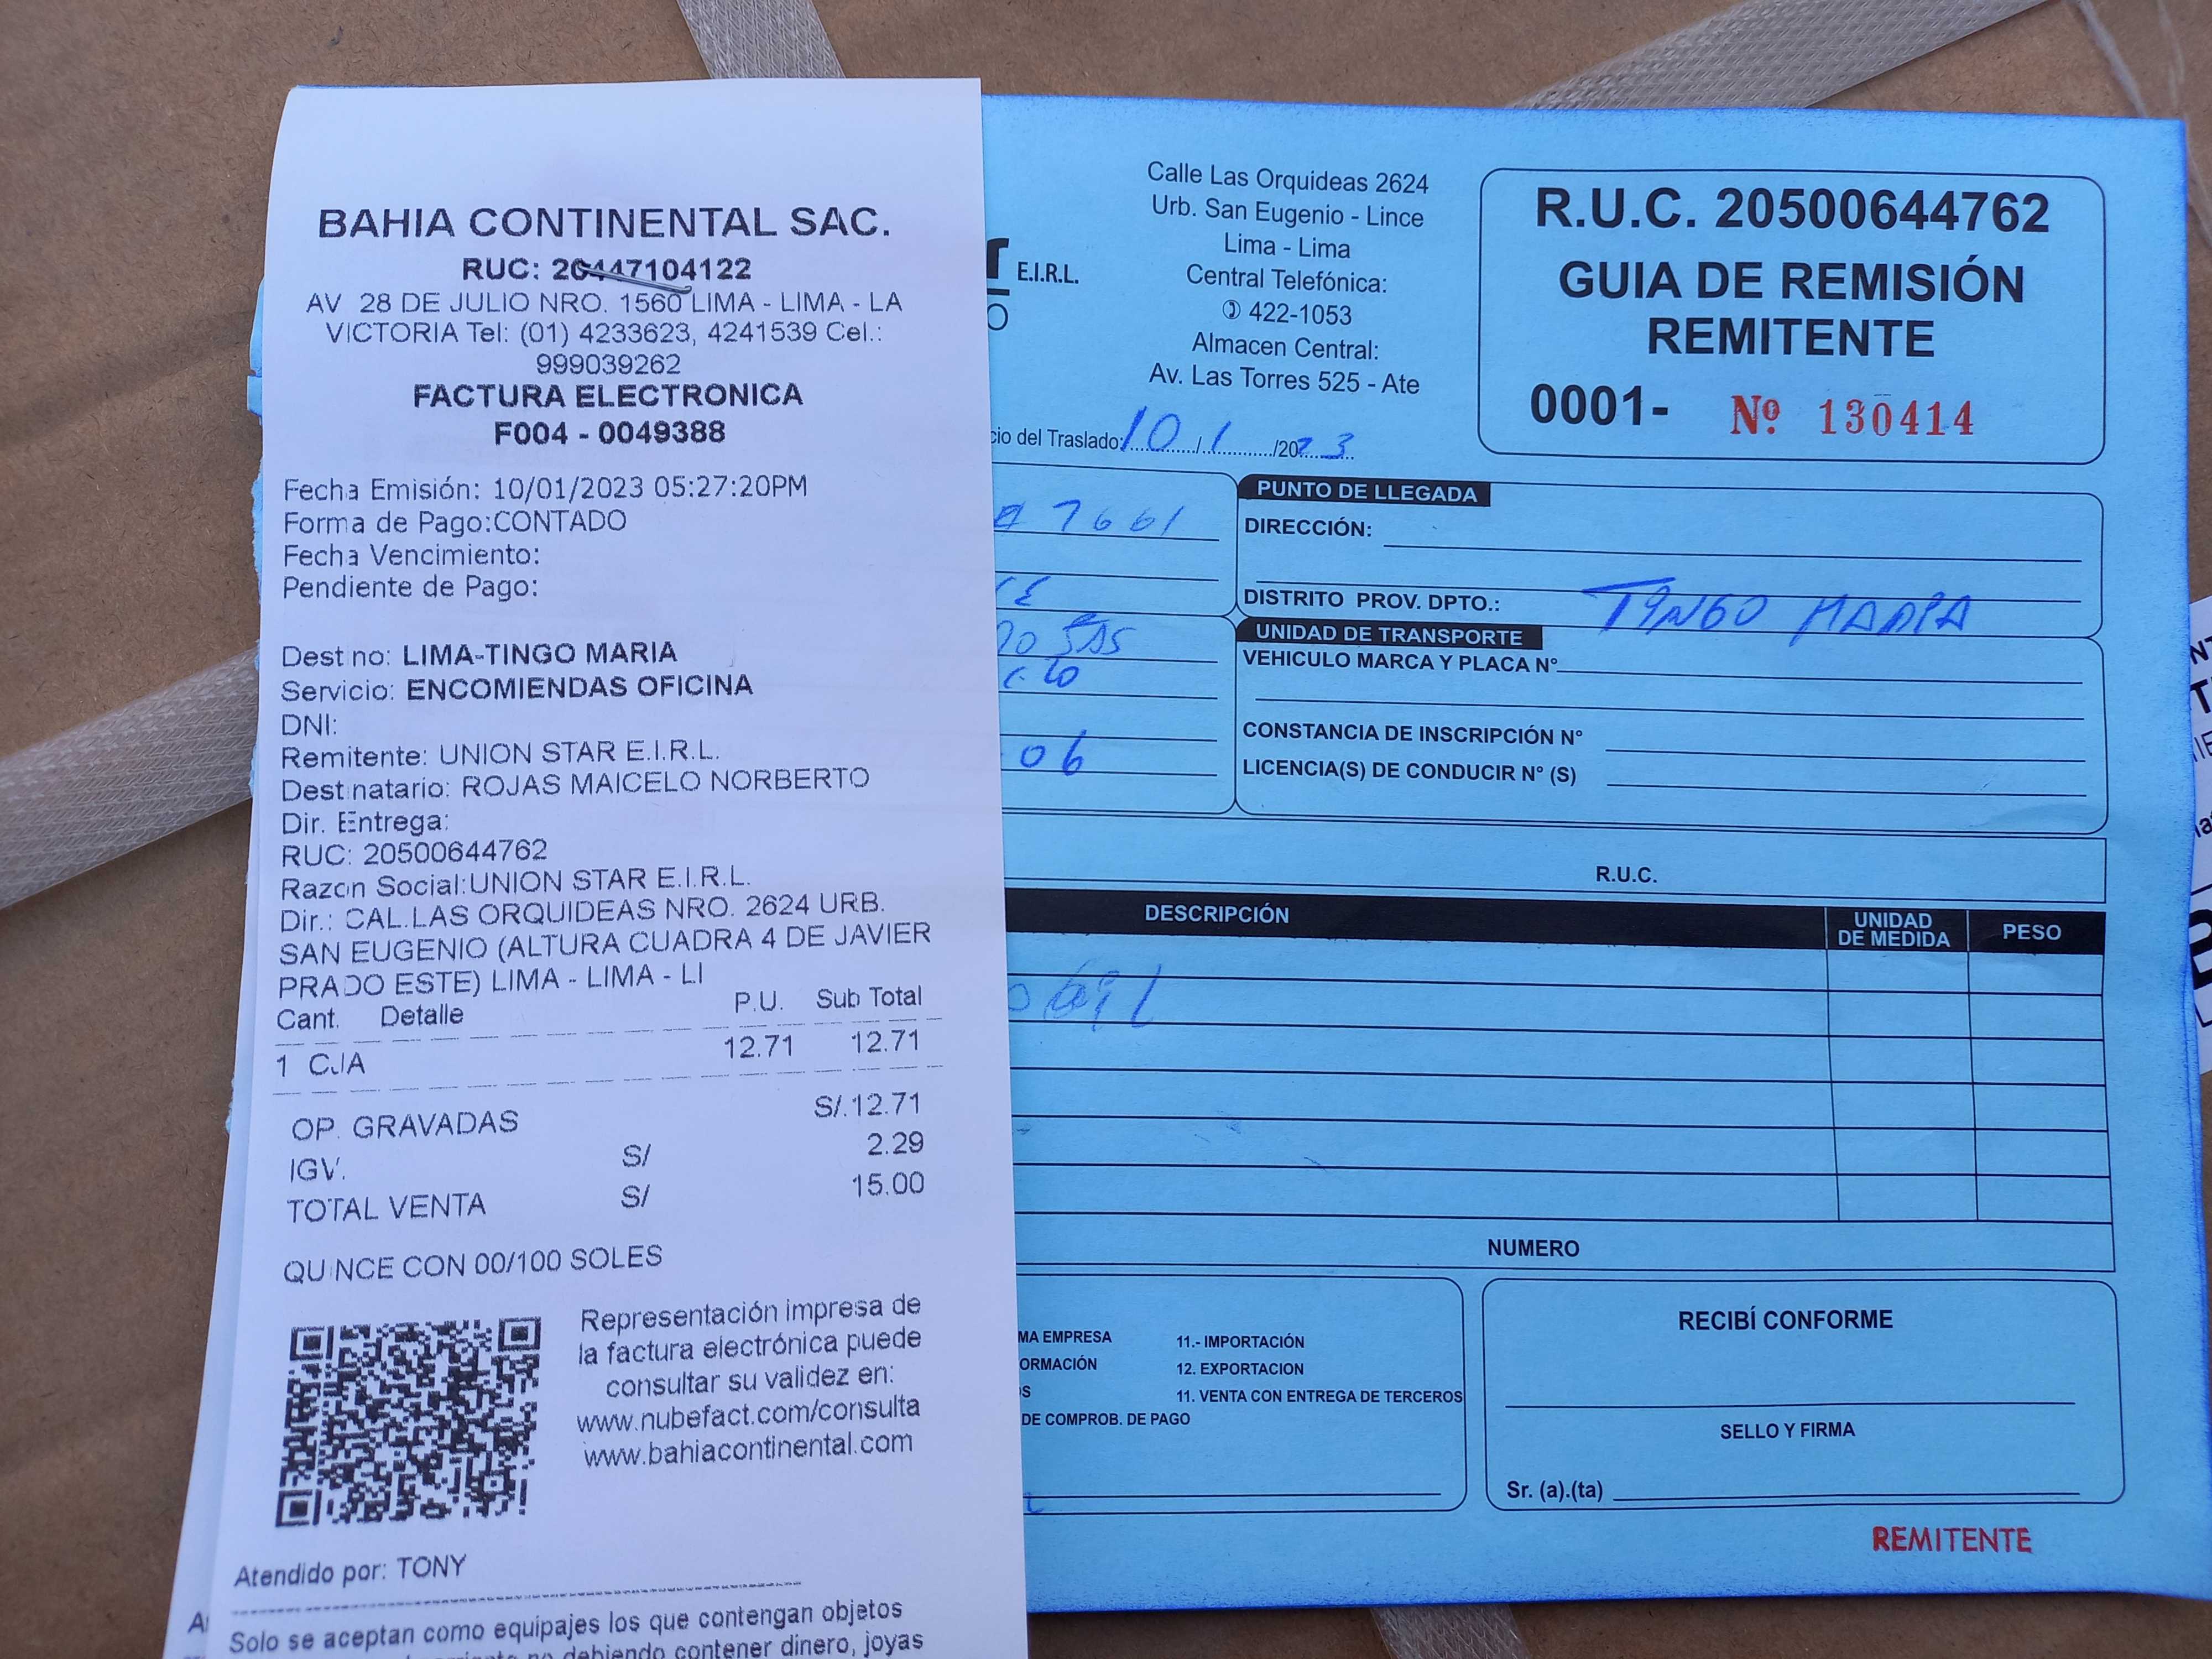 BAHIA CONTINENTAL SAC.
RUC: 20447104122
AV 28 DE JULIO NRO. 1560 LIMA - LIMA - LA
VICTORIA Tel: (01) 4233623, 4241539 Cel.:
999039262
FACTURA ELECTRONICA
F004 - 0049388
Fecha Emisión: 10/01/2023 05:27:20PM
Forma de Pago:CONTADO
Fecha Vencimiento:
Pendiente de Pago:
Destino: LIMA-TINGO MARIA
Servicio: ENCOMIENDAS OFICINA
DNI:
Remitente: UNION STAR E.I.R.L.
Destinatario: ROJAS MAICELO NORBERTO
Dir. Entrega:
RUC: 20500644762
Razon Social:UNION STAR E.I.R.L.
Dir.: CAL.LAS ORQUIDEAS NRO. 2624 URB.
SAN EUGENIO (ALTURA CUADRA 4 DE JAVIER
PRADO ESTE) LIMA - LIMA - LI
Cant. Detalle P.U. Sub Total
1 CJA 12.71 12.71
OP. GRAVADAS S/.12.71
IGV. S/ 2.29
TOTAL VENTA S/ 15.00
QUINCE CON 00/100 SOLES
Representación impresa de
la factura electrónica puede
consultar su validez en:
www.nubefact.com/consulta
www.bahiacontinental.com
Atendido por: TONY
Solo se aceptan como equipajes los que contengan objetos
no debiendo contener dinero, joyas
E.I.R.L.
Calle Las Orquideas 2624
Urb. San Eugenio - Lince
Lima - Lima
Central Telefónica:
✆ 422-1053
Almacen Central:
Av. Las Torres 525 - Ate
R.U.C. 20500644762
GUIA DE REMISIÓN
REMITENTE
0001- Nº 130414
cio del Traslado: 10/1/2023
7661
06
PUNTO DE LLEGADA
DIRECCIÓN:
DISTRITO PROV. DPTO.: TINGO MARIA
UNIDAD DE TRANSPORTE
VEHICULO MARCA Y PLACA N°
CONSTANCIA DE INSCRIPCIÓN N°
LICENCIA(S) DE CONDUCIR N° (S)
R.U.C.
DESCRIPCIÓN UNIDAD DE MEDIDA PESO
NUMERO
MA EMPRESA 11.- IMPORTACIÓN
ORMACIÓN 12. EXPORTACION
S 11. VENTA CON ENTREGA DE TERCEROS
DE COMPROB. DE PAGO
RECIBÍ CONFORME
SELLO Y FIRMA
Sr. (a).(ta)
REMITENTE